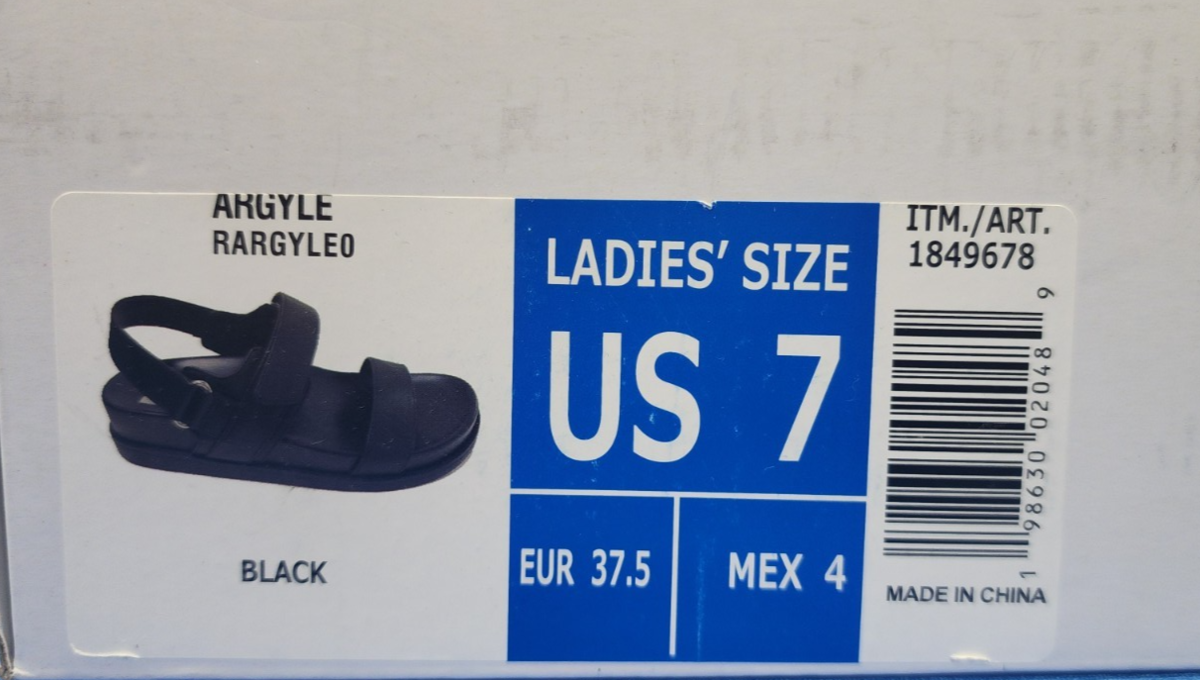 ARGYLE
RARGYLE0
BLACK
LADIES' SIZE
US 7
EUR 37.5
MEX 4
ITM./ART.
1849678
1 98630 02048 9
MADE IN CHINA